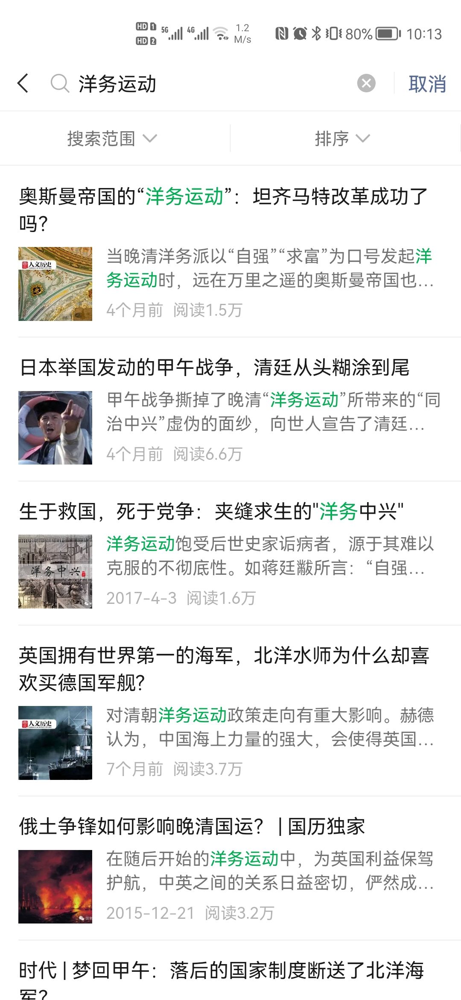 HD 1 5G 4G 1.2 80% 10:13
HD 2 M/s
洋务运动 取消
搜索范围 排序
奥斯曼帝国的“洋务运动”：坦齐马特改革成功了
吗？
人文历史
当晚清洋务派以“自强”“求富”为口号发起洋
务运动时，远在万里之遥的奥斯曼帝国也...
4个月前 阅读1.5万
日本举国发动的甲午战争，清廷从头糊涂到尾
甲午战争撕掉了晚清“洋务运动”所带来的“同
治中兴”虚伪的面纱，向世人宣告了清廷...
4个月前 阅读6.6万
生于救国，死于党争：夹缝求生的"洋务中兴"
洋务中兴
洋务运动饱受后世史家诟病者，源于其难以
克服的不彻底性。如蒋廷黻所言：“自强...
2017-4-3 阅读1.6万
英国拥有世界第一的海军，北洋水师为什么却喜
欢买德国军舰？
人文历史
对清朝洋务运动政策走向有重大影响。赫德
认为，中国海上力量的强大，会使得英国...
7个月前 阅读3.7万
俄土争锋如何影响晚清国运？ | 国历独家
在随后开始的洋务运动中，为英国利益保驾
护航，中英之间的关系日益密切，俨然成...
2015-12-21 阅读3.2万
时代 | 梦回甲午：落后的国家制度断送了北洋海
军？